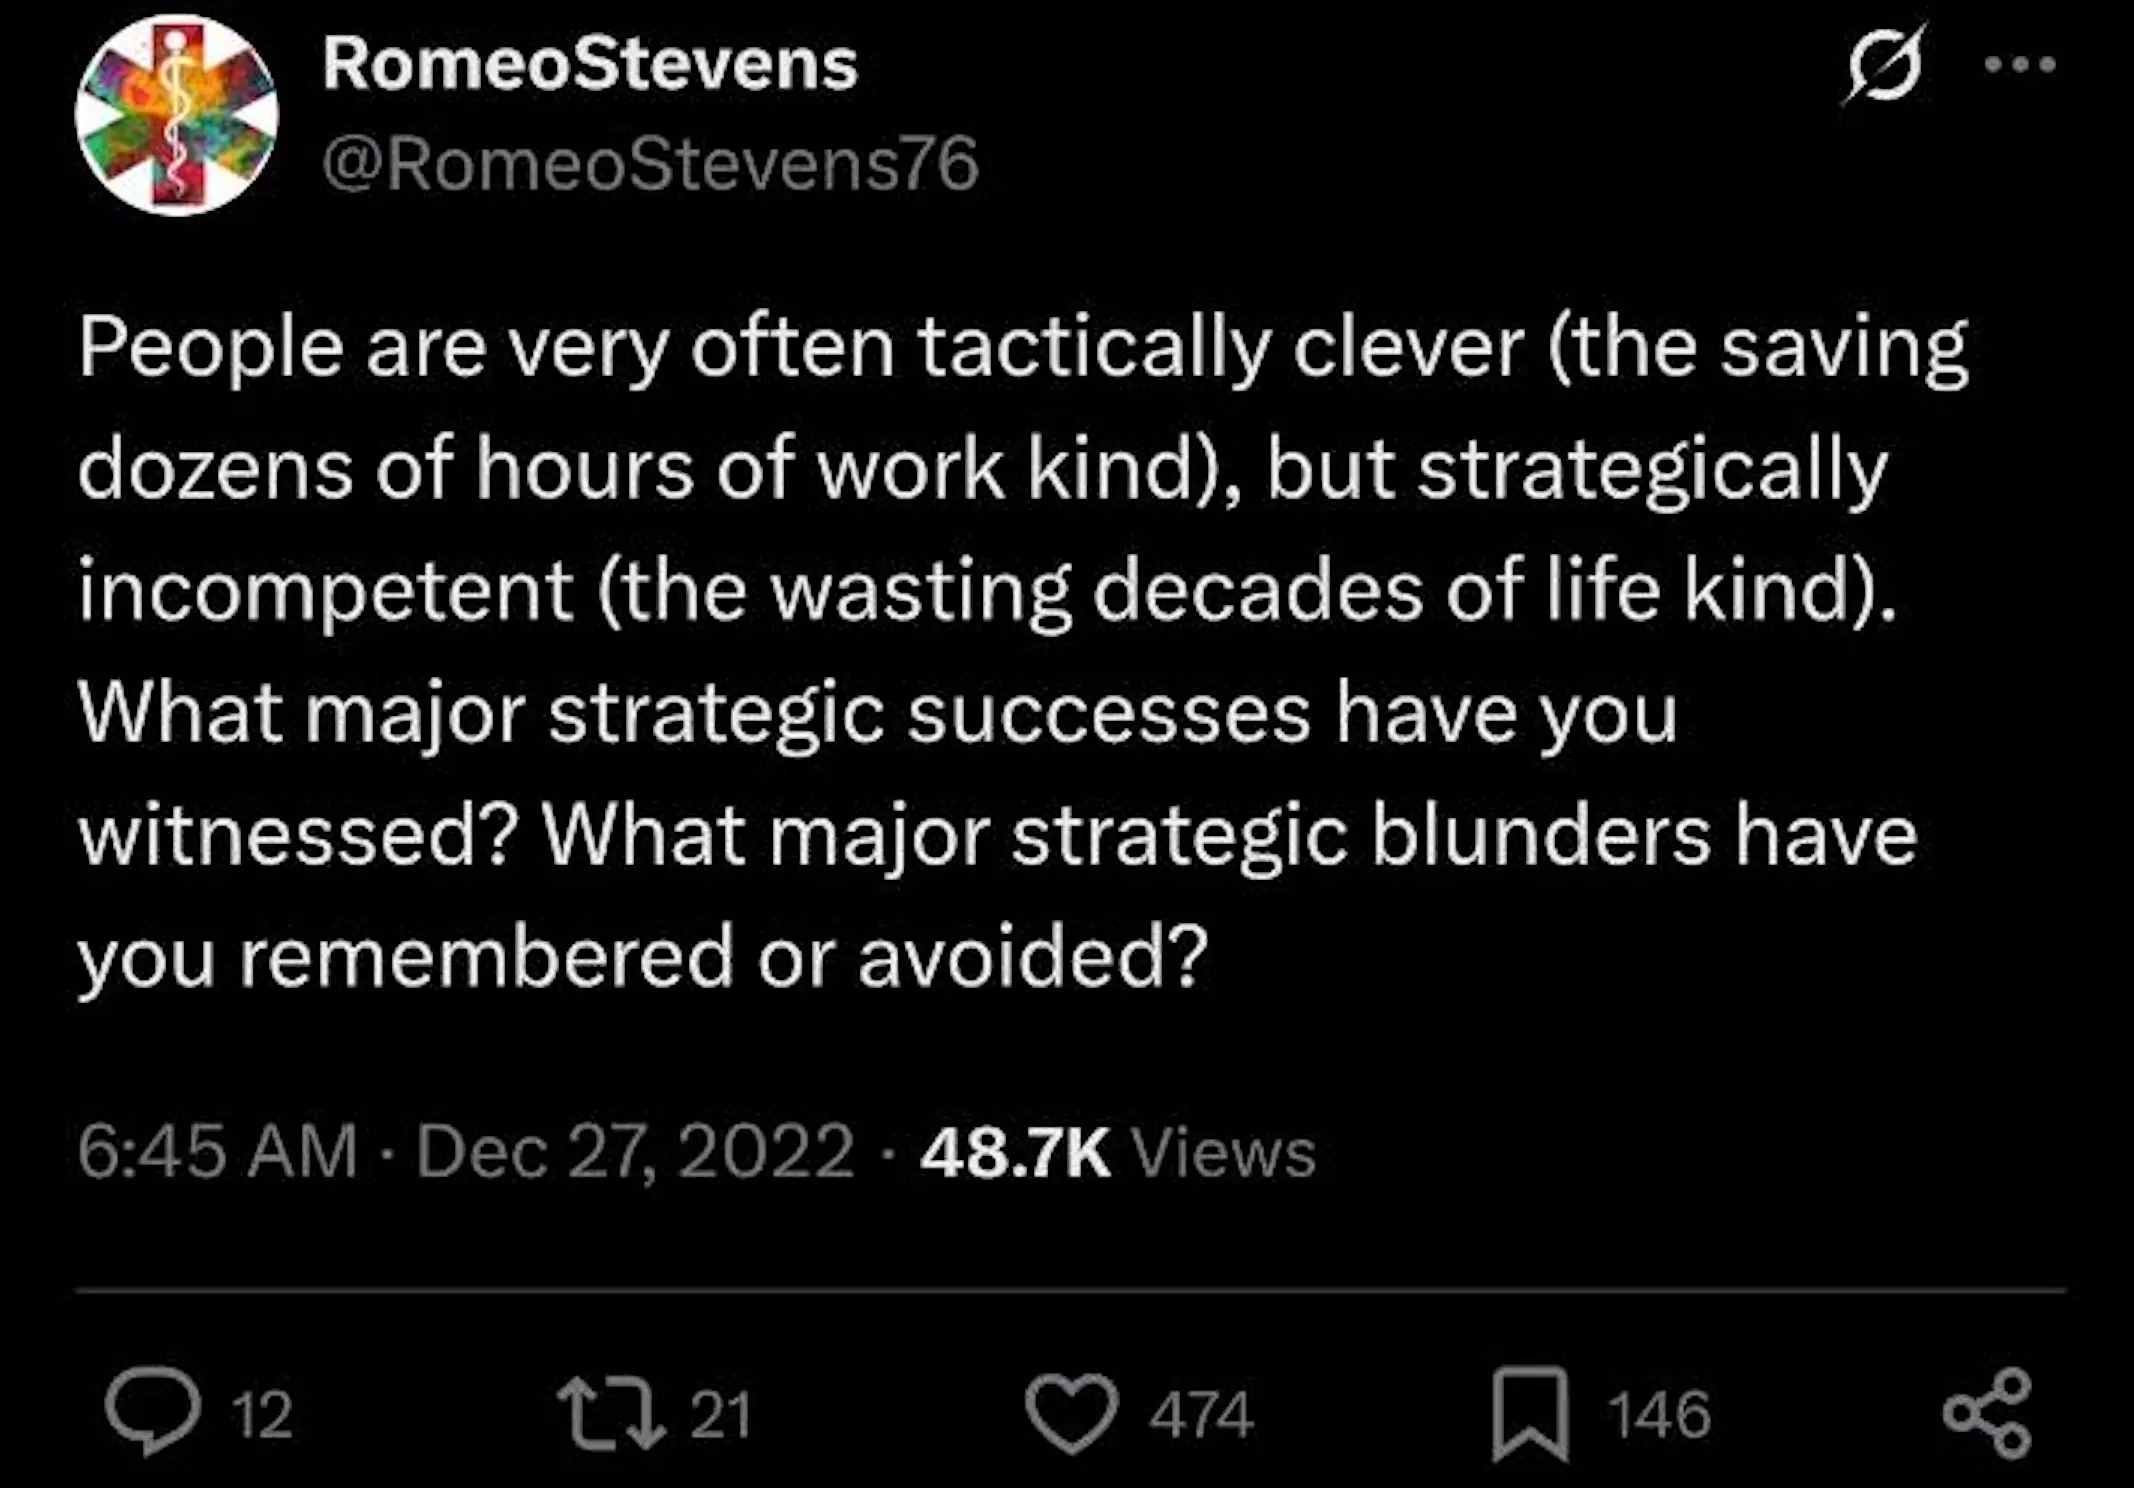 RomeoStevens
@RomeoStevens76
People are very often tactically clever (the saving
dozens of hours of work kind), but strategically
incompetent (the wasting decades of life kind).
What major strategic successes have you
witnessed? What major strategic blunders have
you remembered or avoided?
6:45 AM · Dec 27, 2022 · 48.7K Views
12 21 474 146